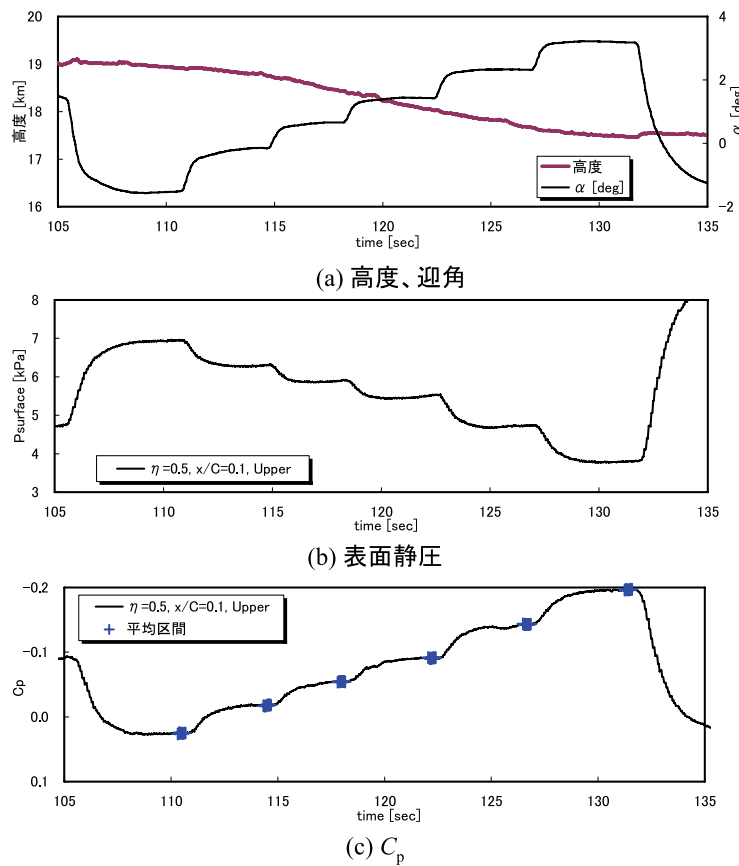 20
19
18
17
16
高度 [km]
4
2
0
-2
α [deg]
高度
α [deg]
105
110
115
120
125
130
135
time [sec]
(a) 高度、迎角
8
7
6
5
4
3
Psurface [kPa]
η=0.5, x/C=0.1, Upper
105
110
115
120
125
130
135
time [sec]
(b) 表面静圧
-0.2
-0.1
0.0
0.1
Cp
η=0.5, x/C=0.1, Upper
平均区間
105
110
115
120
125
130
135
time [sec]
(c) Cp